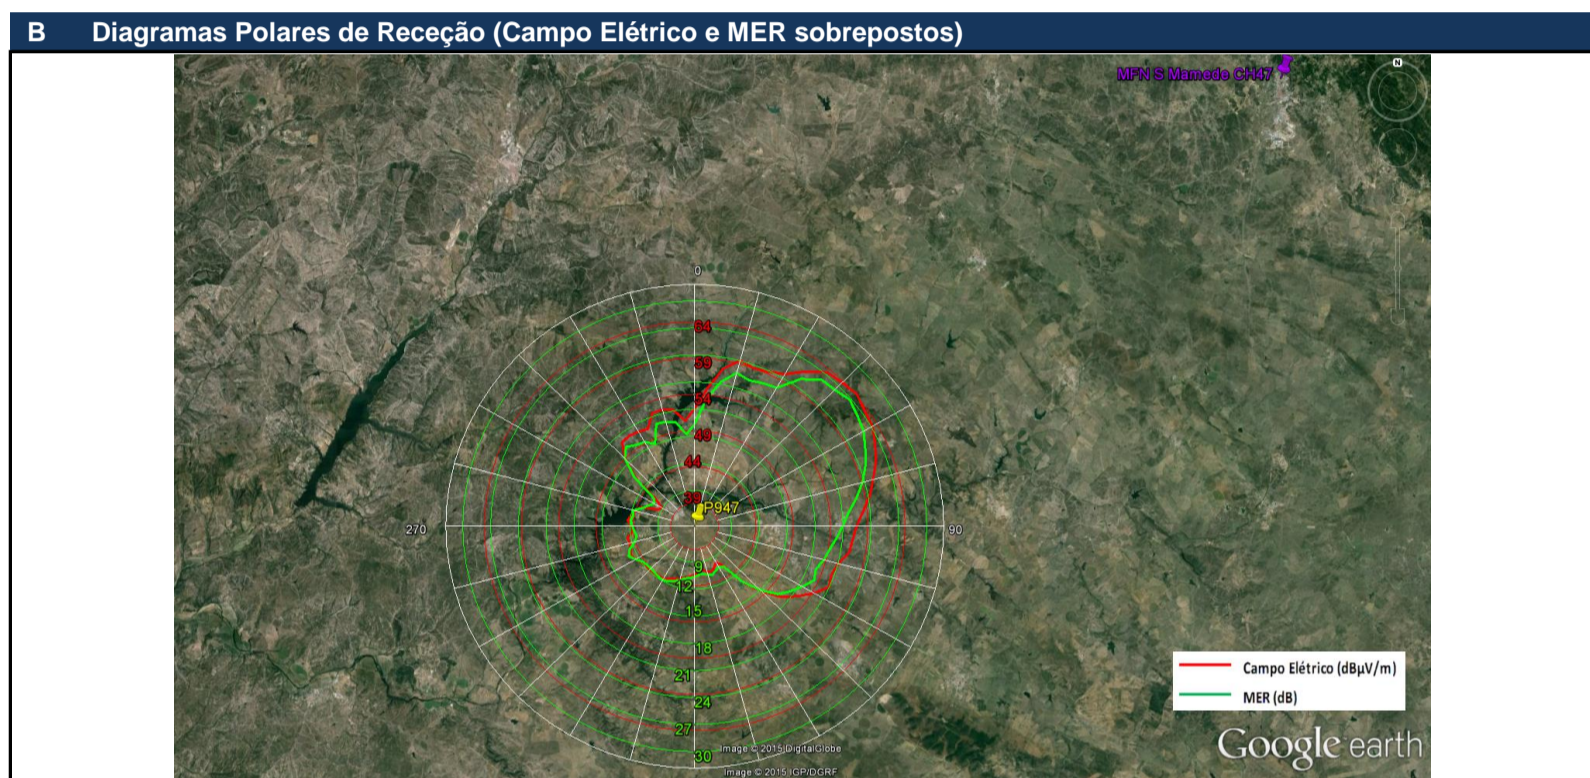 B Diagramas Polares de Receção (Campo Elétrico e MER sobrepostos)
MFN S Mamede CH47
N
0
64
59
54
49
44
39
P947
270
90
9
12
15
18
21
24
27
30
Campo Elétrico (dBµV/m)
MER (dB)
Image © 2015 DigitalGlobe
Image © 2015 IGP/DGRF
Google earth